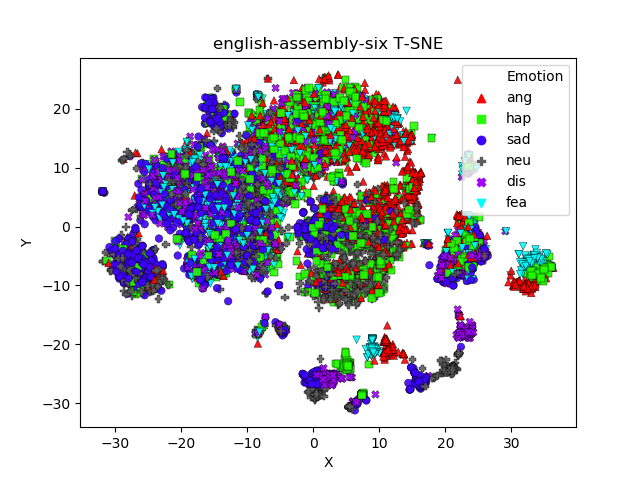 english-assembly-six T-SNE
Emotion
ang
hap
sad
neu
dis
fea
20
10
0
−10
−20
−30
Y
−30 −20 −10 0 10 20 30
X